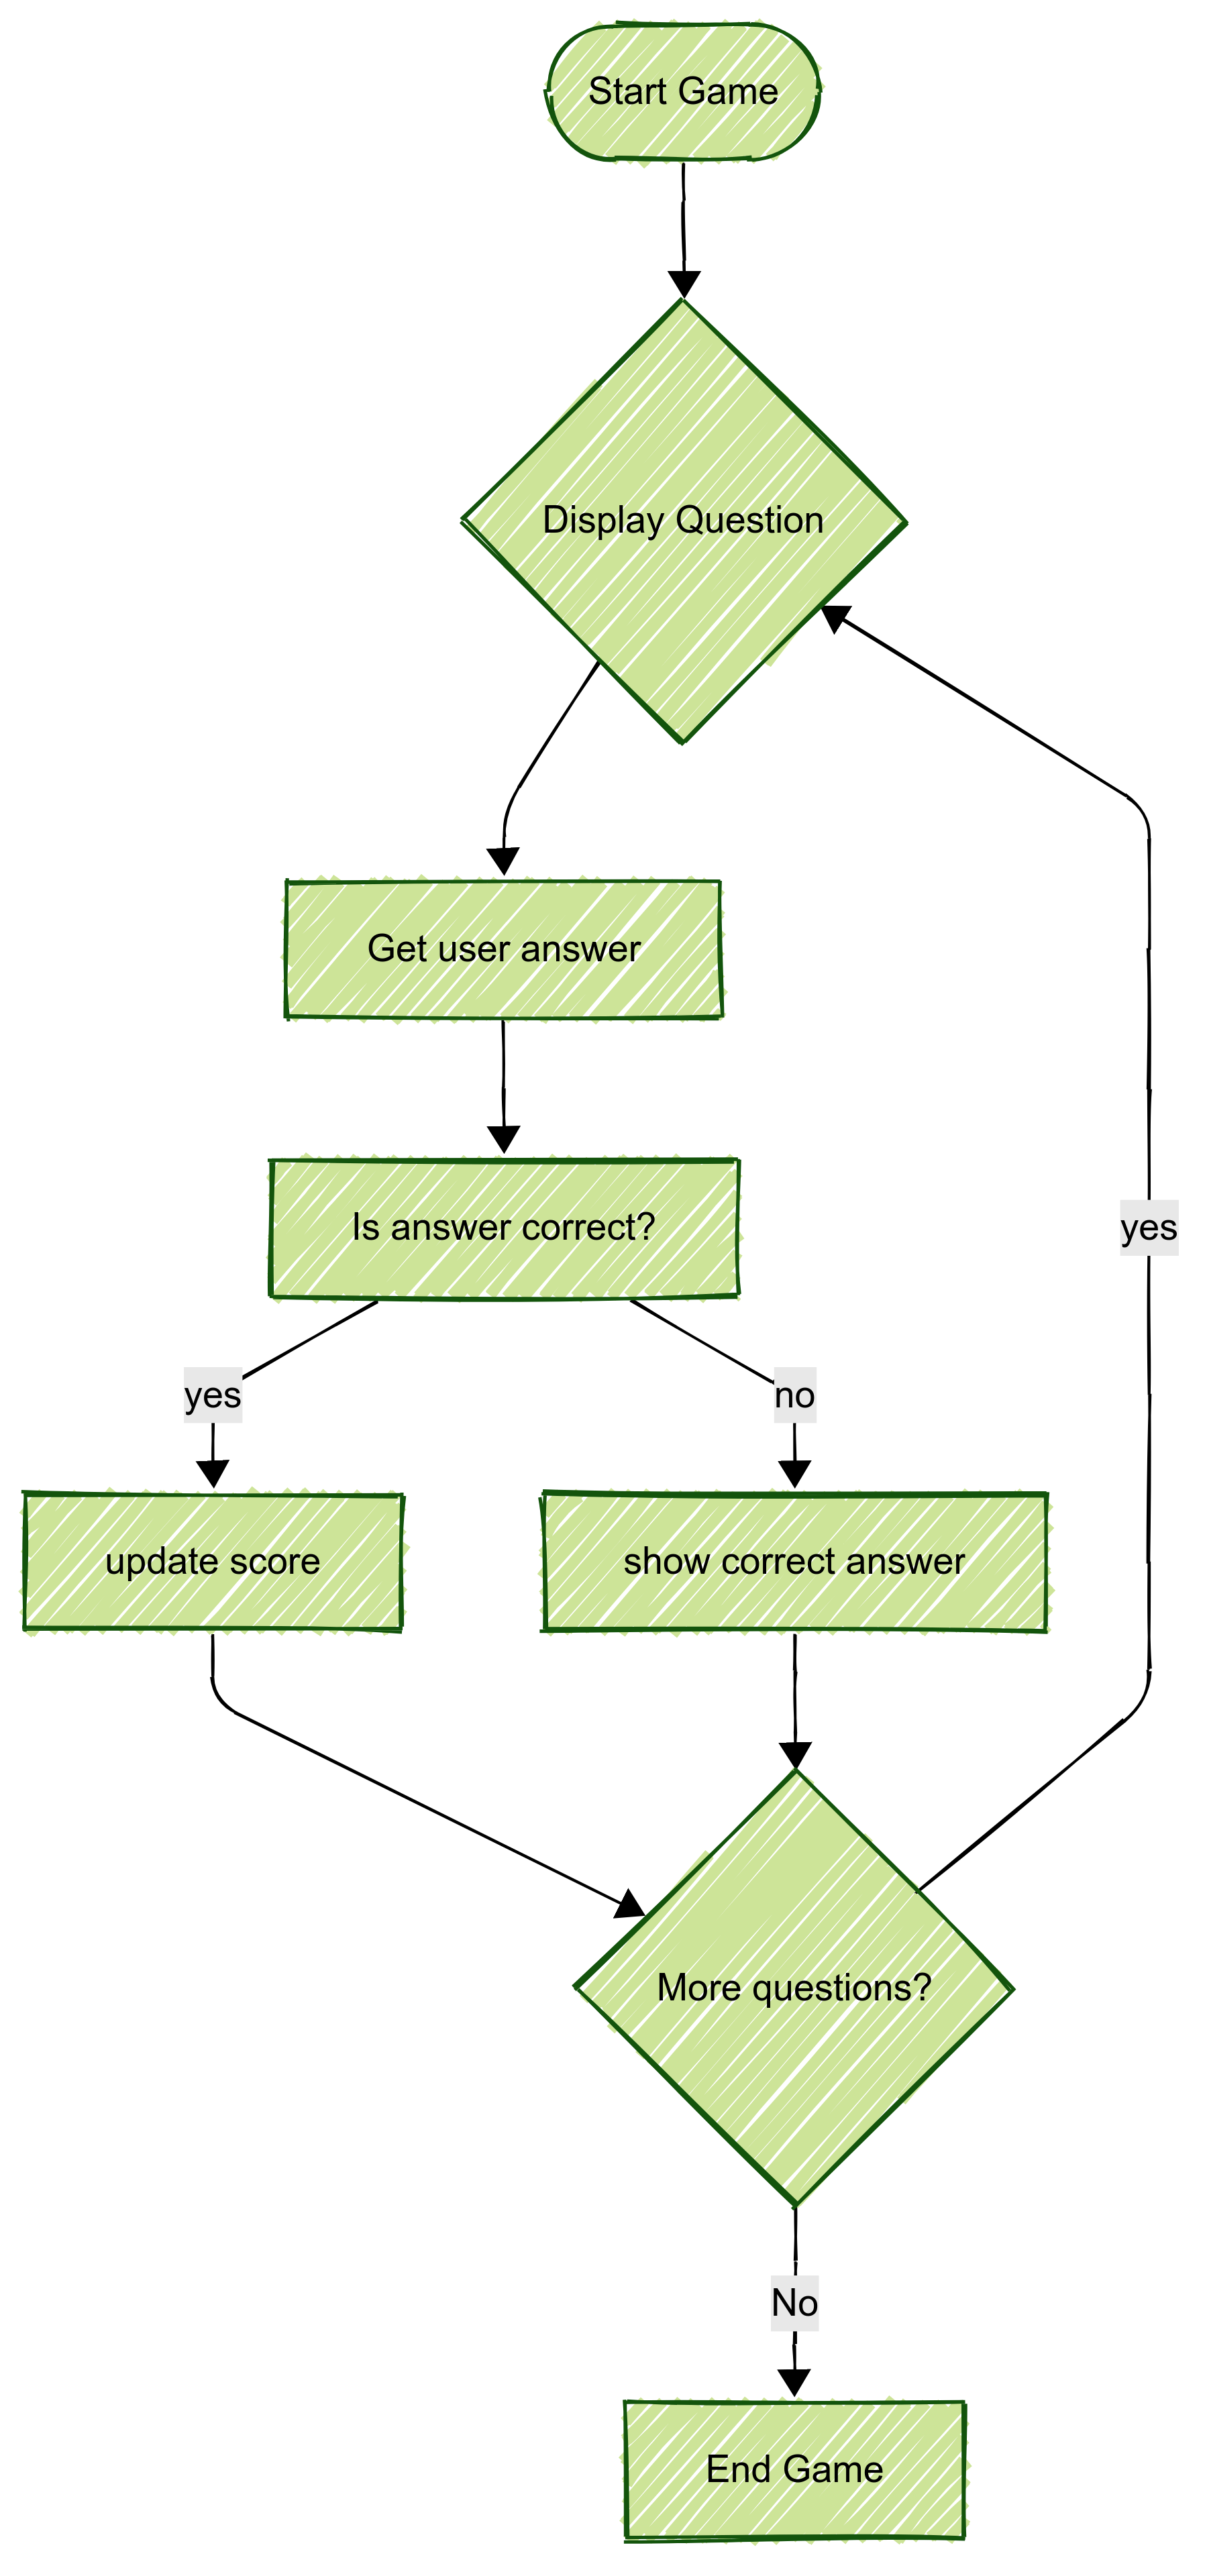 Start Game
Display Question
Get user answer
Is answer correct?
yes
yes
no
update score
show correct answer
More questions?
No
End Game